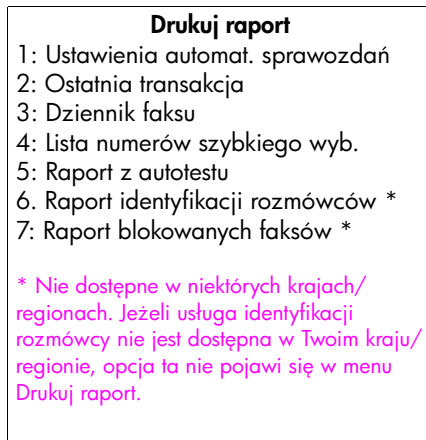 Drukuj raport
1: Ustawienia automat. sprawozdań
2: Ostatnia transakcja
3: Dziennik faksu
4: Lista numerów szybkiego wyb.
5: Raport z autotestu
6. Raport identyfikacji rozmówców *
7: Raport blokowanych faksów *
* Nie dostępne w niektórych krajach/
regionach. Jeżeli usługa identyfikacji
rozmówcy nie jest dostępna w Twoim kraju/
regionie, opcja ta nie pojawi się w menu
Drukuj raport.